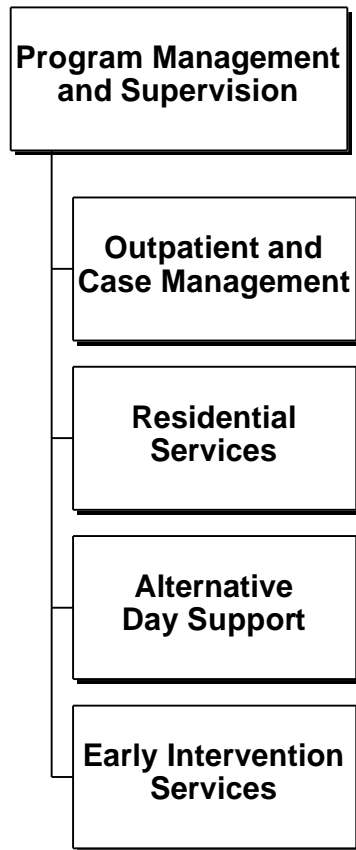 Program Management
and Supervision
Outpatient and
Case Management
Residential
Services
Alternative
Day Support
Early Intervention
Services